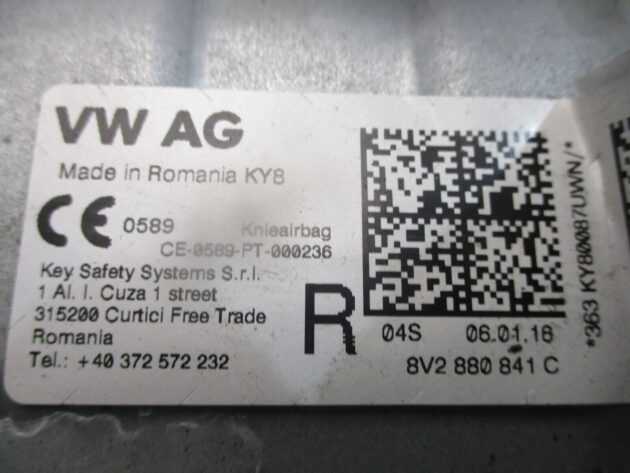 VW AG
Made in Romania KY8
CE 0589
Knieairbag
CE-0589-PT-000236
Key Safety Systems S.r.l.
1 Al. I. Cuza 1 street
315200 Curtici Free Trade
Romania
Tel.: +40 372 572 232
R
04S 06.01.16
8V2 880 841 C
*363 KY80087UWN/*